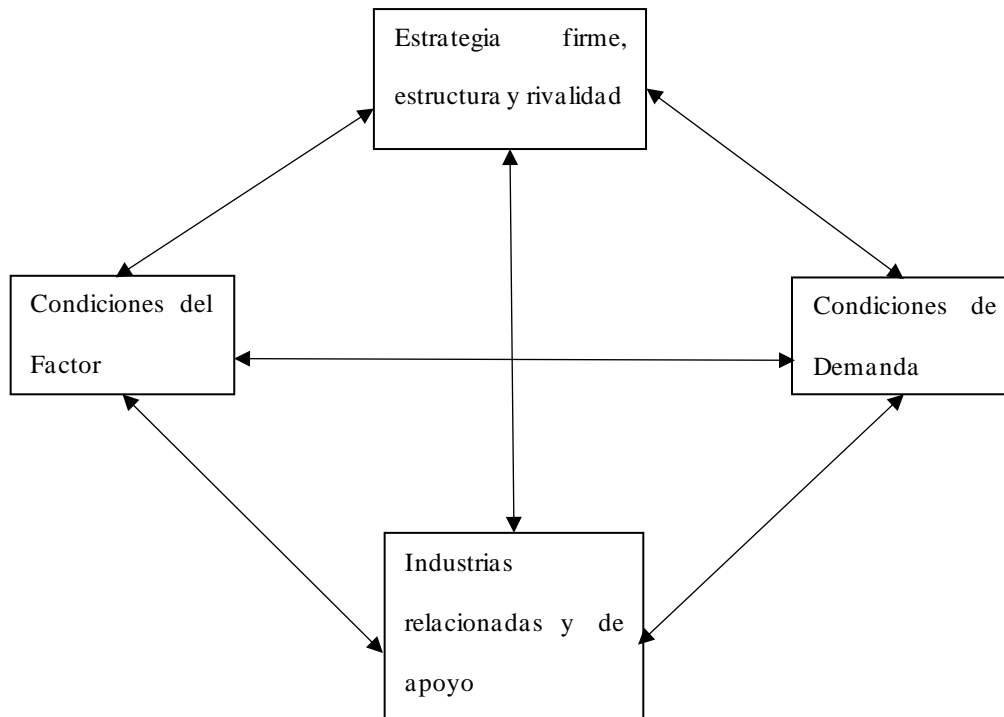 Estrategia firme,
estructura y rivalidad
Condiciones del
Factor
Condiciones de
Demanda
Industrias
relacionadas y de
apoyo